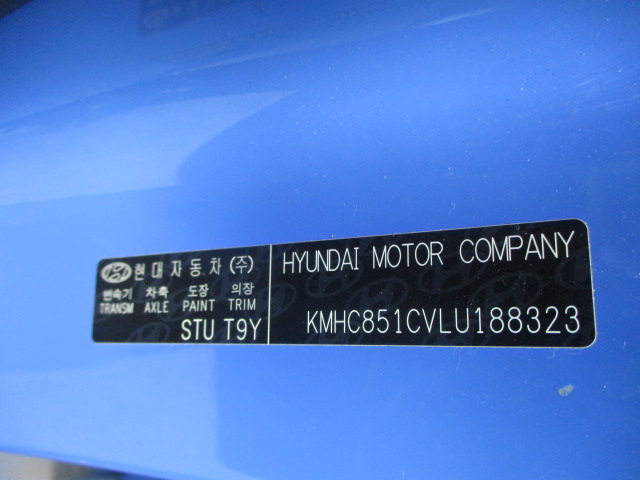 현대자동차(주)
변속기 차축 도장 의장
TRANSM AXLE PAINT TRIM
STU T9Y
HYUNDAI MOTOR COMPANY
KMHC851CVLU188323